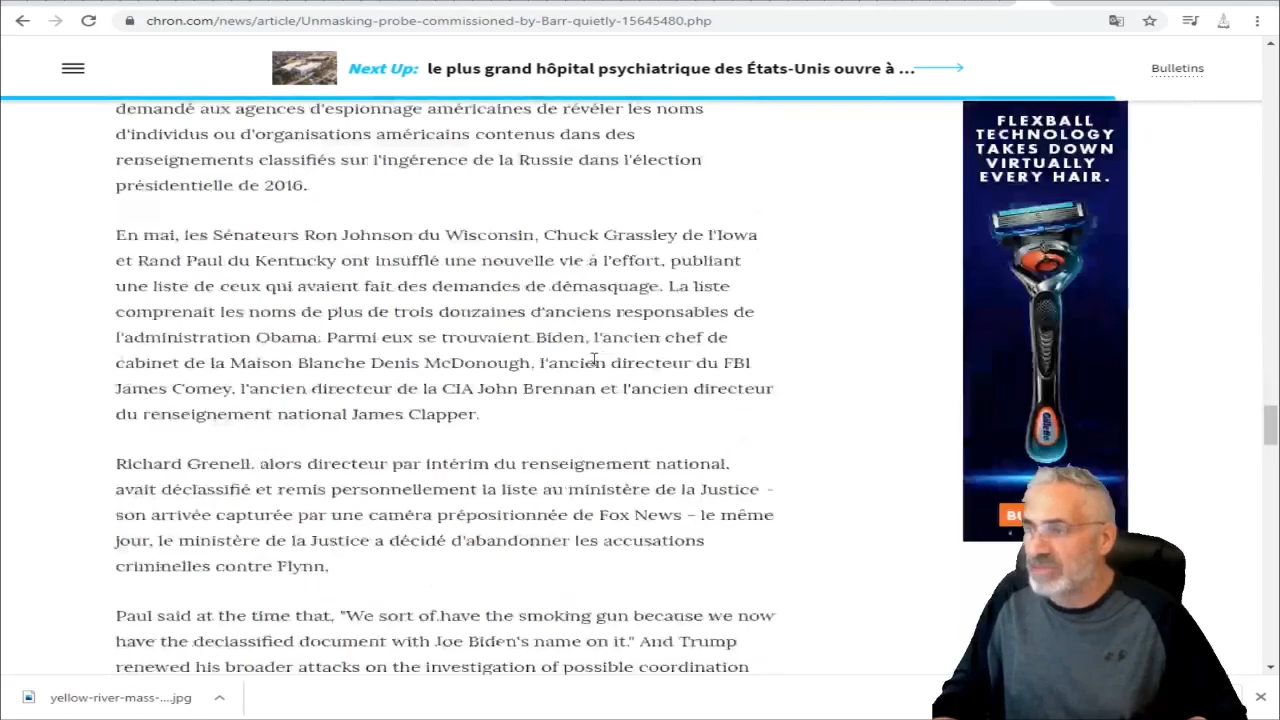 chron.com/news/article/Unmasking-probe-commissioned-by-Barr-quietly-15645480.php
Next Up: le plus grand hôpital psychiatrique des États-Unis ouvre à ...
Bulletins
demandé aux agences d'espionnage américaines de révéler les noms
d'individus ou d'organisations américains contenus dans des
renseignements classifiés sur l'ingérence de la Russie dans l'élection
présidentielle de 2016.
En mai, les Sénateurs Ron Johnson du Wisconsin, Chuck Grassley de l'Iowa
et Rand Paul du Kentucky ont insufflé une nouvelle vie à l'effort, publiant
une liste de ceux qui avaient fait des demandes de démasquage. La liste
comprenait les noms de plus de trois douzaines d'anciens responsables de
l'administration Obama. Parmi eux se trouvaient Biden, l'ancien chef de
cabinet de la Maison Blanche Denis McDonough, l'ancien directeur du FBI
James Comey, l'ancien directeur de la CIA John Brennan et l'ancien directeur
du renseignement national James Clapper.
Richard Grenell, alors directeur par intérim du renseignement national,
avait déclassifié et remis personnellement la liste au ministère de la Justice -
son arrivée capturée par une caméra prépositionnée de Fox News – le même
jour, le ministère de la Justice a décidé d'abandonner les accusations
criminelles contre Flynn,
Paul said at the time that, "We sort of have the smoking gun because we now
have the declassified document with Joe Biden's name on it." And Trump
renewed his broader attacks on the investigation of possible coordination
FLEXBALL
TECHNOLOGY
TAKES DOWN
VIRTUALLY
EVERY HAIR.
Gillette
yellow-river-mass-....jpg